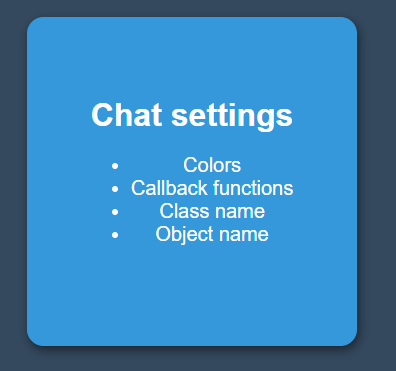 Chat settings
• Colors
• Callback functions
• Class name
• Object name